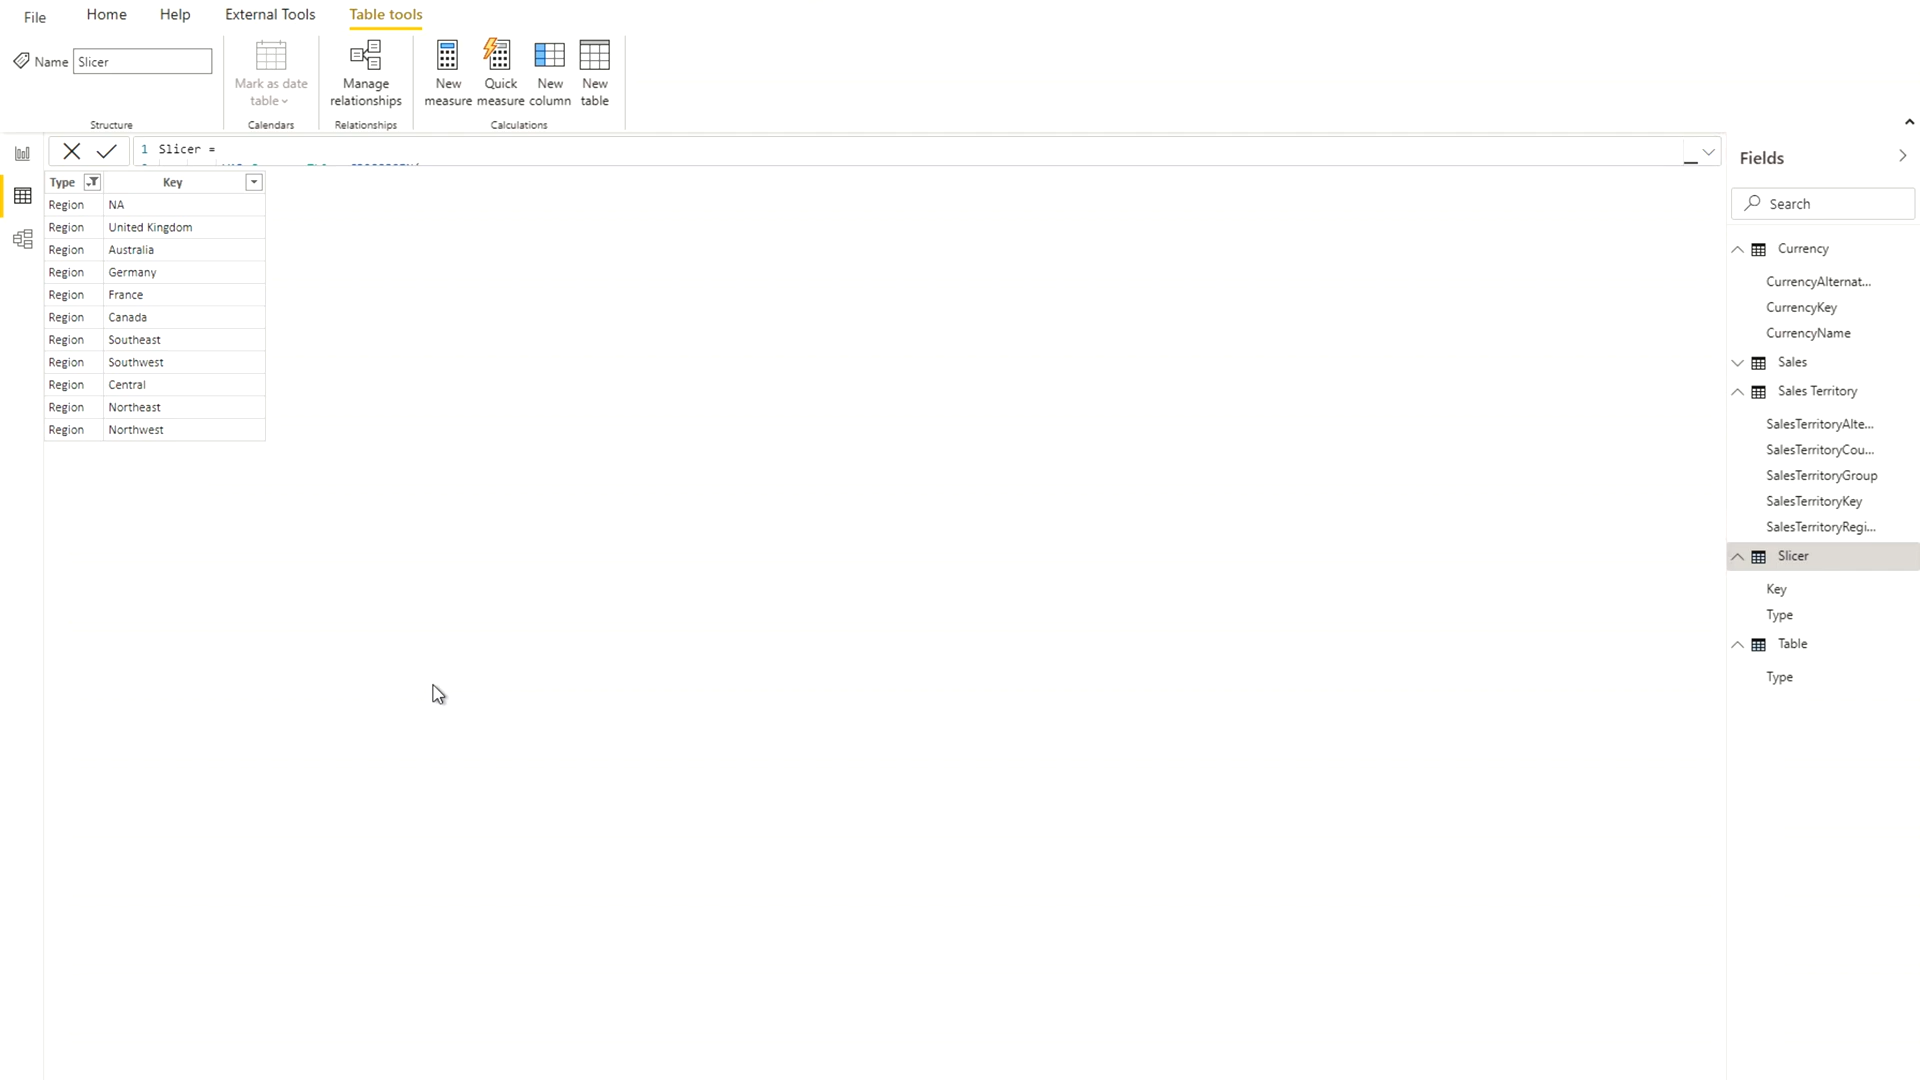 File
Home
Help
External Tools
Table tools
Name
Slicer
Mark as date
table
Manage
relationships
New
measure
Quick
measure
New
column
New
table
Structure
Calendars
Relationships
Calculations
1 Slicer =
Type
Key
Region NA
Region United Kingdom
Region Australia
Region Germany
Region France
Region Canada
Region Southeast
Region Southwest
Region Central
Region Northeast
Region Northwest
Fields
Search
Currency
CurrencyAlternat...
CurrencyKey
CurrencyName
Sales
Sales Territory
SalesTerritoryAlte...
SalesTerritoryCou...
SalesTerritoryGroup
SalesTerritoryKey
SalesTerritoryRegi...
Slicer
Key
Type
Table
Type